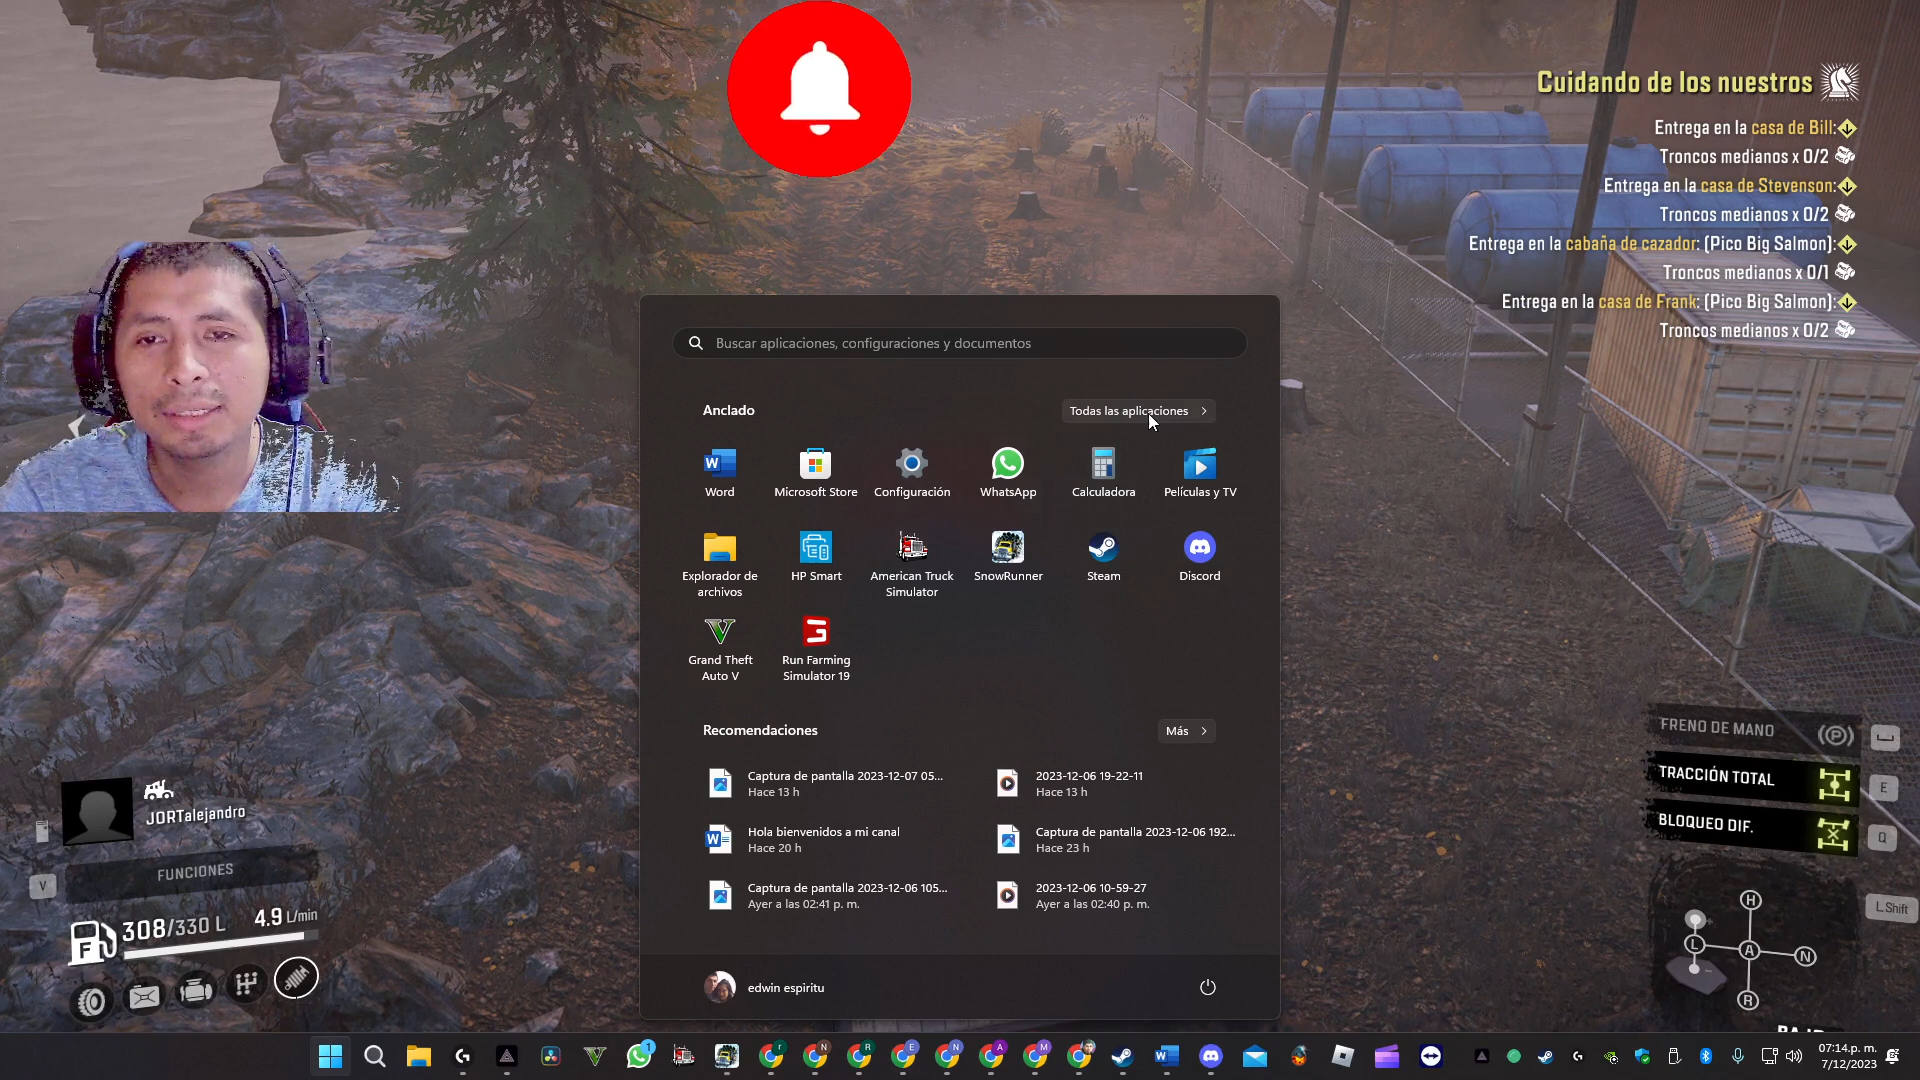 Cuidando de los nuestros
Entrega en la casa de Bill:
Troncos medianos x 0/2
Entrega en la casa de Stevenson:
Troncos medianos x 0/2
Entrega en la cabaña de cazador: (Pico Big Salmon):
Troncos medianos x 0/1
Entrega en la casa de Frank: (Pico Big Salmon):
Troncos medianos x 0/2
Buscar aplicaciones, configuraciones y documentos
Anclado
Todas las aplicaciones
Word
Microsoft Store
Configuración
WhatsApp
Calculadora
Películas y TV
Explorador de
archivos
HP Smart
American Truck
Simulator
SnowRunner
Steam
Discord
Grand Theft
Auto V
Run Farming
Simulator 19
Recomendaciones
Más
Captura de pantalla 2023-12-07 05...
Hace 13 h
2023-12-06 19-22-11
Hace 13 h
Hola bienvenidos a mi canal
Hace 20 h
Captura de pantalla 2023-12-06 192...
Hace 23 h
Captura de pantalla 2023-12-06 105...
Ayer a las 02:41 p. m.
2023-12-06 10-59-27
Ayer a las 02:40 p. m.
edwin espiritu
JORTalejandro
FUNCIONES
V
F
308/330 L
4.9 L/min
FRENO DE MANO
(P)
TRACCIÓN TOTAL
E
BLOQUEO DIF.
Q
L Shift
H
L
A
N
R
07:14 p. m.
7/12/2023